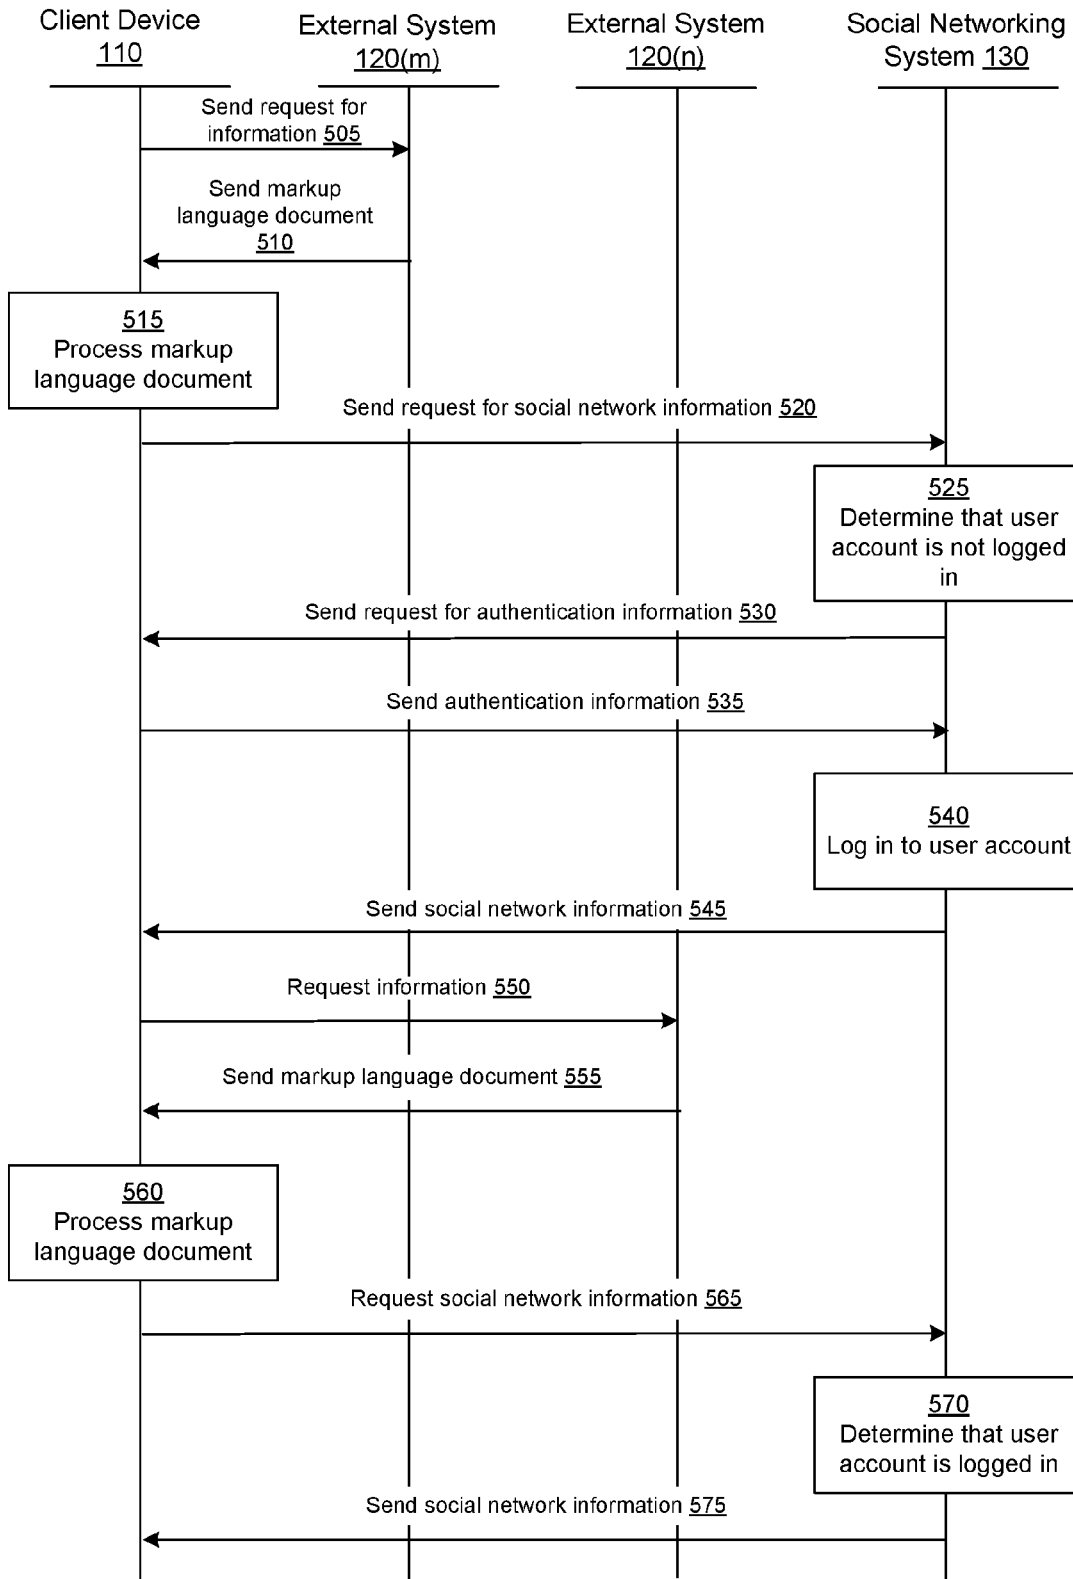 Client Device
110
External System
120(m)
External System
120(n)
Social Networking
System 130
Send request for
information 505
Send markup
language document
510
515
Process markup
language document
Send request for social network information 520
525
Determine that user
account is not logged
in
Send request for authentication information 530
Send authentication information 535
540
Log in to user account
Send social network information 545
Request information 550
Send markup language document 555
560
Process markup
language document
Request social network information 565
570
Determine that user
account is logged in
Send social network information 575